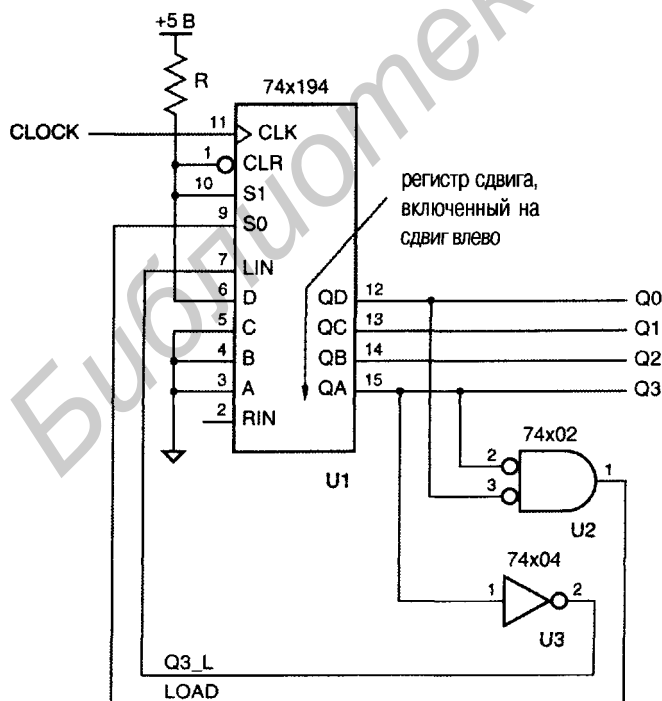 +5 В
R
74x194
CLOCK
11
CLK
1
CLR
10
S1
9
S0
7
LIN
6
D
5
C
4
B
3
A
2
RIN
QD
12
Q0
QC
13
Q1
QB
14
Q2
QA
15
Q3
U1
регистр сдвига,
включенный на
сдвиг влево
74x02
2
3
1
U2
74x04
1
2
U3
Q3_L
LOAD
Библиотек